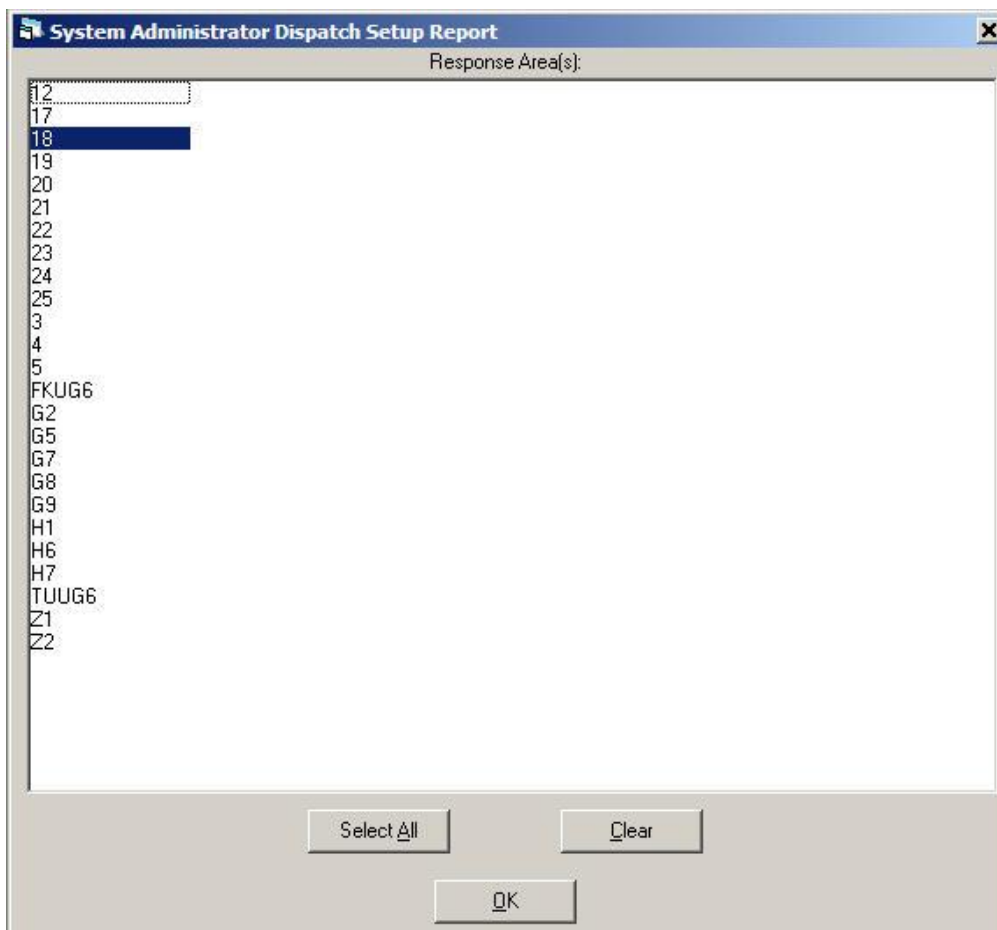 System Administrator Dispatch Setup Report
Response Area(s):
12
17
18
19
20
21
22
23
24
25
3
4
5
FKUG6
G2
G5
G7
G8
G9
H1
H6
H7
TUUG6
Z1
Z2
Select All
Clear
OK